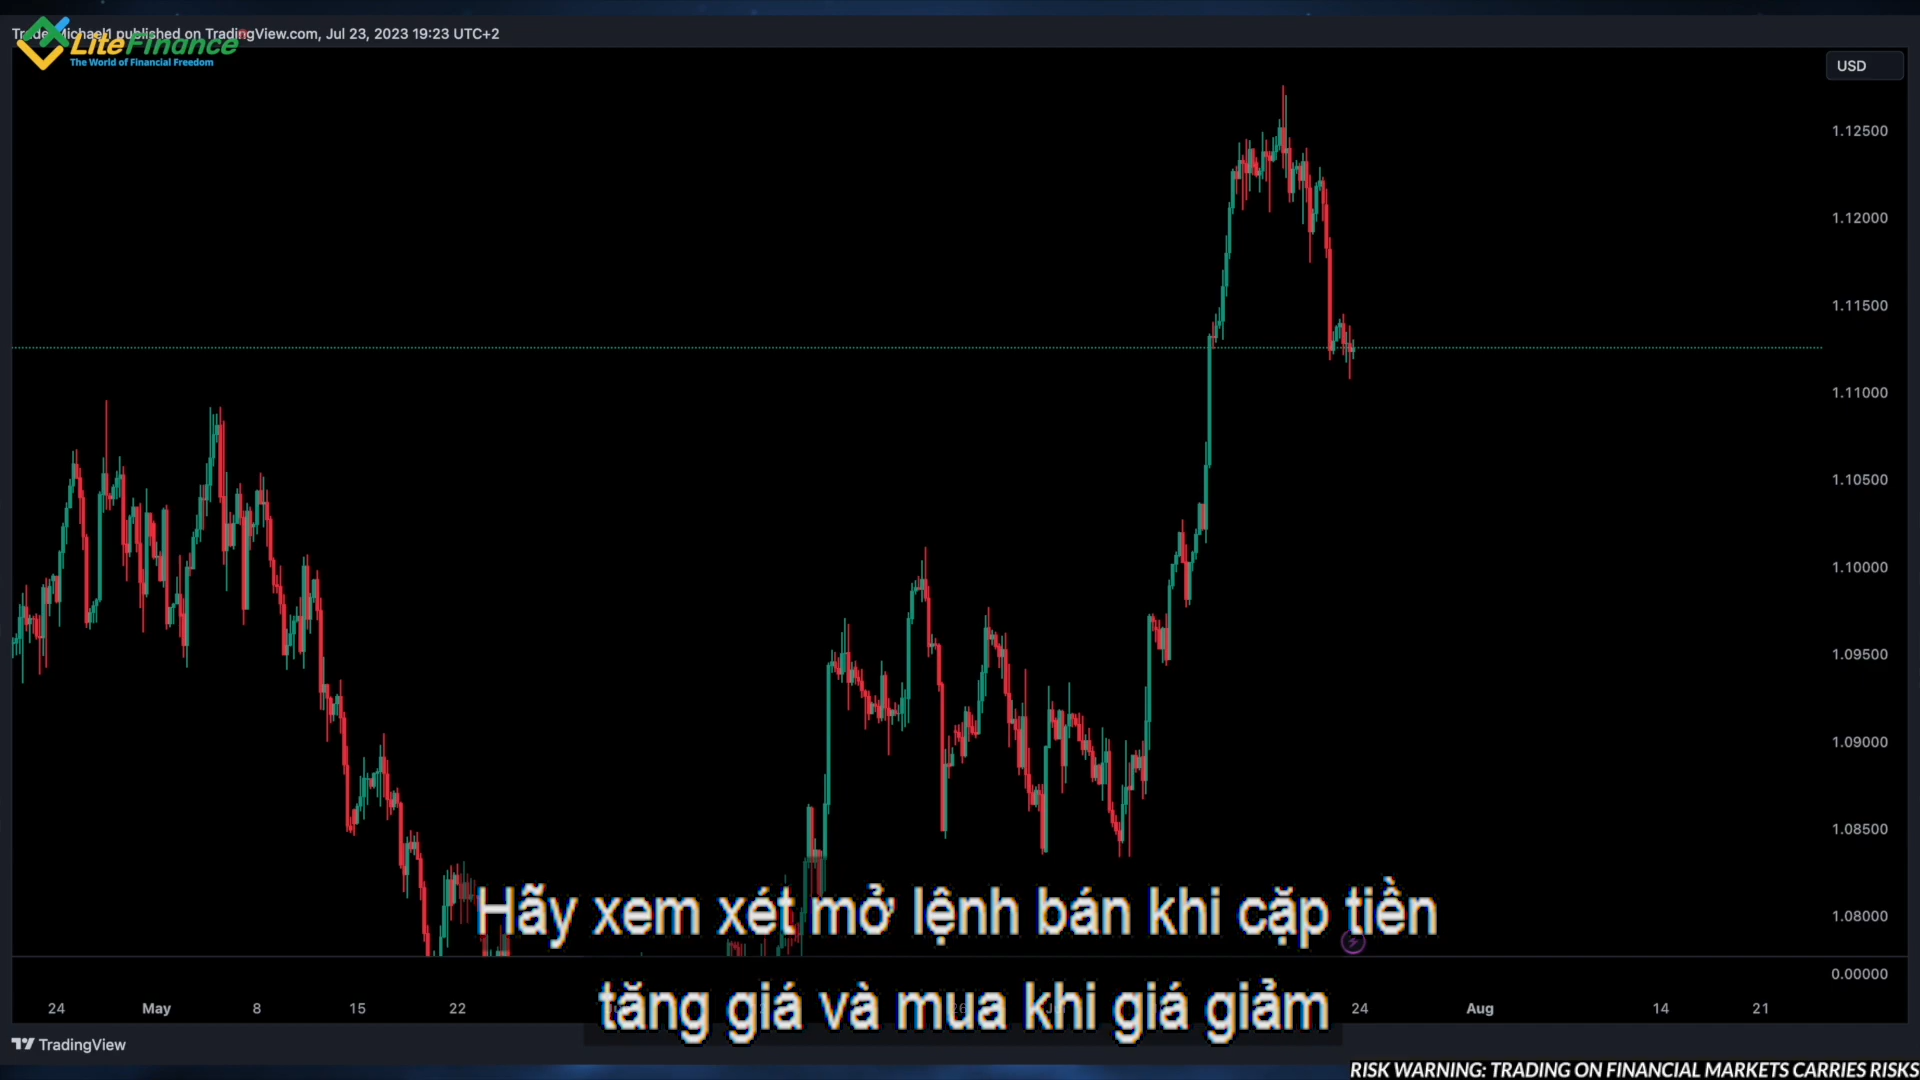 TradeMichael1 published on TradingView.com, Jul 23, 2023 19:23 UTC+2
LiteFinance
The World of Financial Freedom
USD
1.12500
1.12000
1.11500
1.11000
1.10500
1.10000
1.09500
1.09000
1.08500
1.08000
0.00000
Hãy xem xét mở lệnh bán khi cặp tiền
tăng giá và mua khi giá giảm
24 May 8 15 22 24 Aug 14 21
TradingView
RISK WARNING: TRADING ON FINANCIAL MARKETS CARRIES RISKS